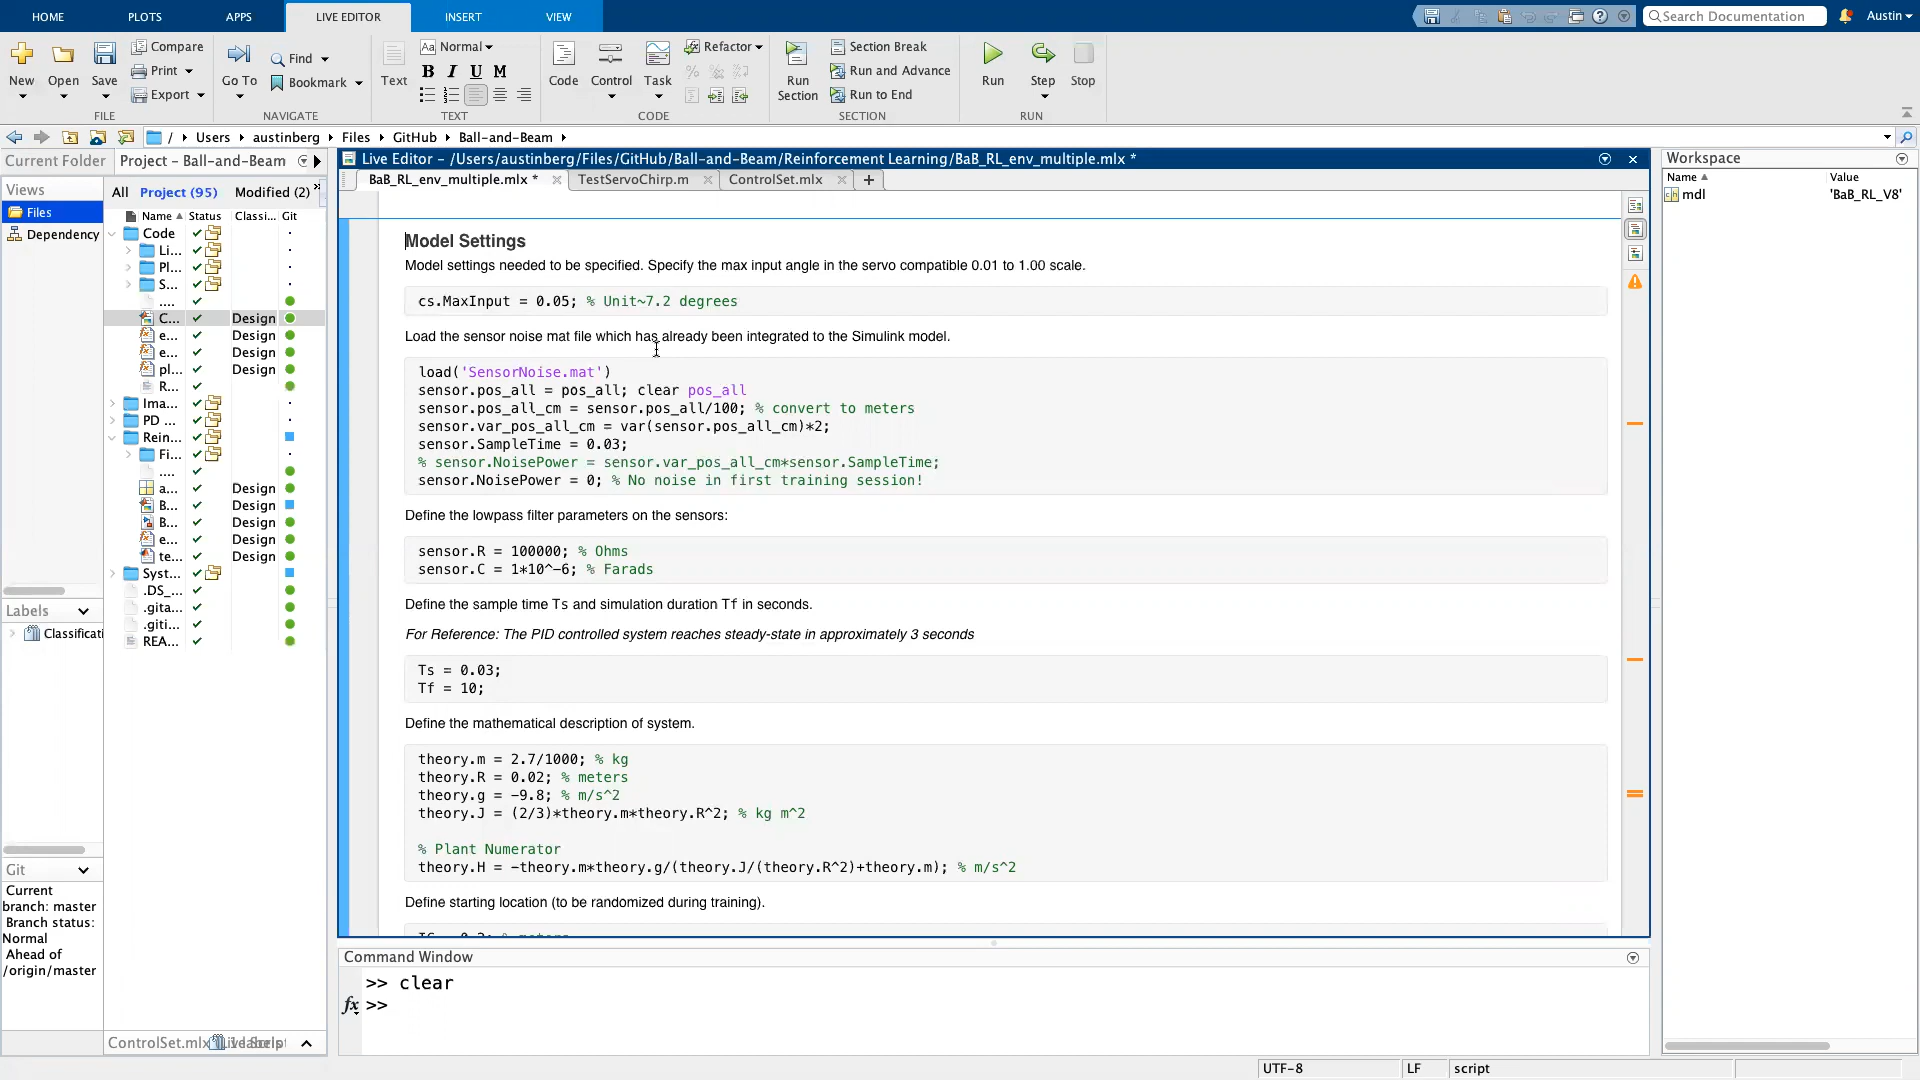 HOME PLOTS APPS LIVE EDITOR INSERT VIEW
Search Documentation
Austin
New Open Save
Compare
Print
Export
FILE
Go To
Find
Bookmark
NAVIGATE
Text
Aa Normal
B I U M
TEXT
Code Control Task
Refactor
CODE
Run Section
Section Break
Run and Advance
Run to End
SECTION
Run Step Stop
RUN
/ Users austinberg Files GitHub Ball-and-Beam
Current Folder Project - Ball-and-Beam
Views
Files
Dependency
All Project (95) Modified (2)
Name Status Classi... Git
Code
Li...
Pl...
S...
....
C... Design
e... Design
e... Design
pl... Design
R...
Ima...
PD ...
Rein...
Fi...
....
a... Design
B... Design
B... Design
e... Design
te... Design
Syst...
.DS_...
.gita...
.giti...
REA...
Labels
Classificati
Git
Current
branch: master
Branch status:
Normal
Ahead of
/origin/master
Live Editor - /Users/austinberg/Files/GitHub/Ball-and-Beam/Reinforcement Learning/BaB_RL_env_multiple.mlx *
BaB_RL_env_multiple.mlx * TestServoChirp.m ControlSet.mlx
Model Settings
Model settings needed to be specified. Specify the max input angle in the servo compatible 0.01 to 1.00 scale.
cs.MaxInput = 0.05; % Unit~7.2 degrees
Load the sensor noise mat file which has already been integrated to the Simulink model.
load('SensorNoise.mat')
sensor.pos_all = pos_all; clear pos_all
sensor.pos_all_cm = sensor.pos_all/100; % convert to meters
sensor.var_pos_all_cm = var(sensor.pos_all_cm)*2;
sensor.SampleTime = 0.03;
% sensor.NoisePower = sensor.var_pos_all_cm*sensor.SampleTime;
sensor.NoisePower = 0; % No noise in first training session!
Define the lowpass filter parameters on the sensors:
sensor.R = 100000; % Ohms
sensor.C = 1*10^-6; % Farads
Define the sample time Ts and simulation duration Tf in seconds.
For Reference: The PID controlled system reaches steady-state in approximately 3 seconds
Ts = 0.03;
Tf = 10;
Define the mathematical description of system.
theory.m = 2.7/1000; % kg
theory.R = 0.02; % meters
theory.g = -9.8; % m/s^2
theory.J = (2/3)*theory.m*theory.R^2; % kg m^2
% Plant Numerator
theory.H = -theory.m*theory.g/(theory.J/(theory.R^2)+theory.m); % m/s^2
Define starting location (to be randomized during training).
Command Window
>> clear
fx >>
Workspace
Name Value
mdl 'BaB_RL_V8'
ControlSet.mlx
UTF-8 LF script